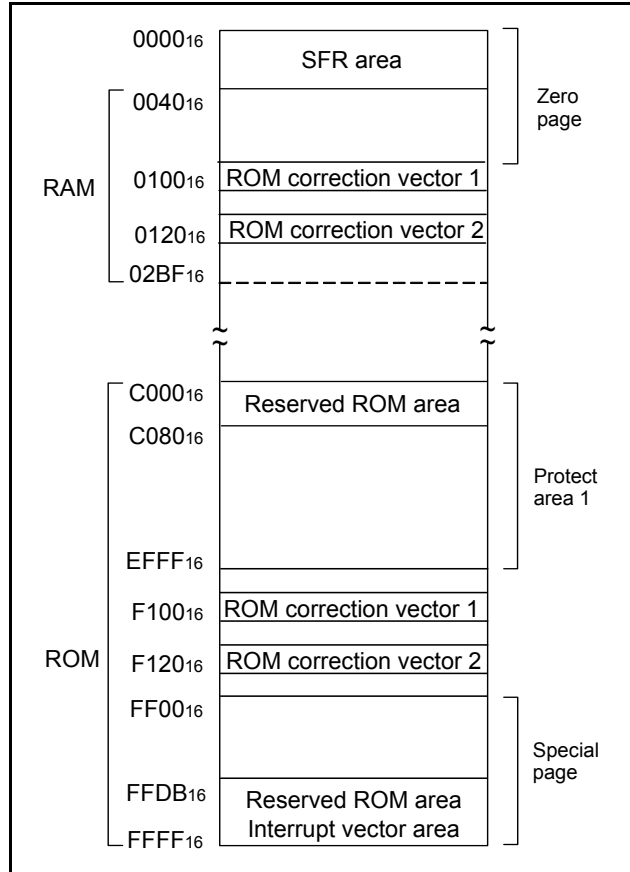 0000₁₆
SFR area
0040₁₆
Zero
page
RAM
0100₁₆
ROM correction vector 1
0120₁₆
ROM correction vector 2
02BF₁₆
≈
≈
C000₁₆
Reserved ROM area
C080₁₆
Protect
area 1
EFFF₁₆
F100₁₆
ROM correction vector 1
ROM
F120₁₆
ROM correction vector 2
FF00₁₆
Special
page
FFDB₁₆
Reserved ROM area
Interrupt vector area
FFFF₁₆